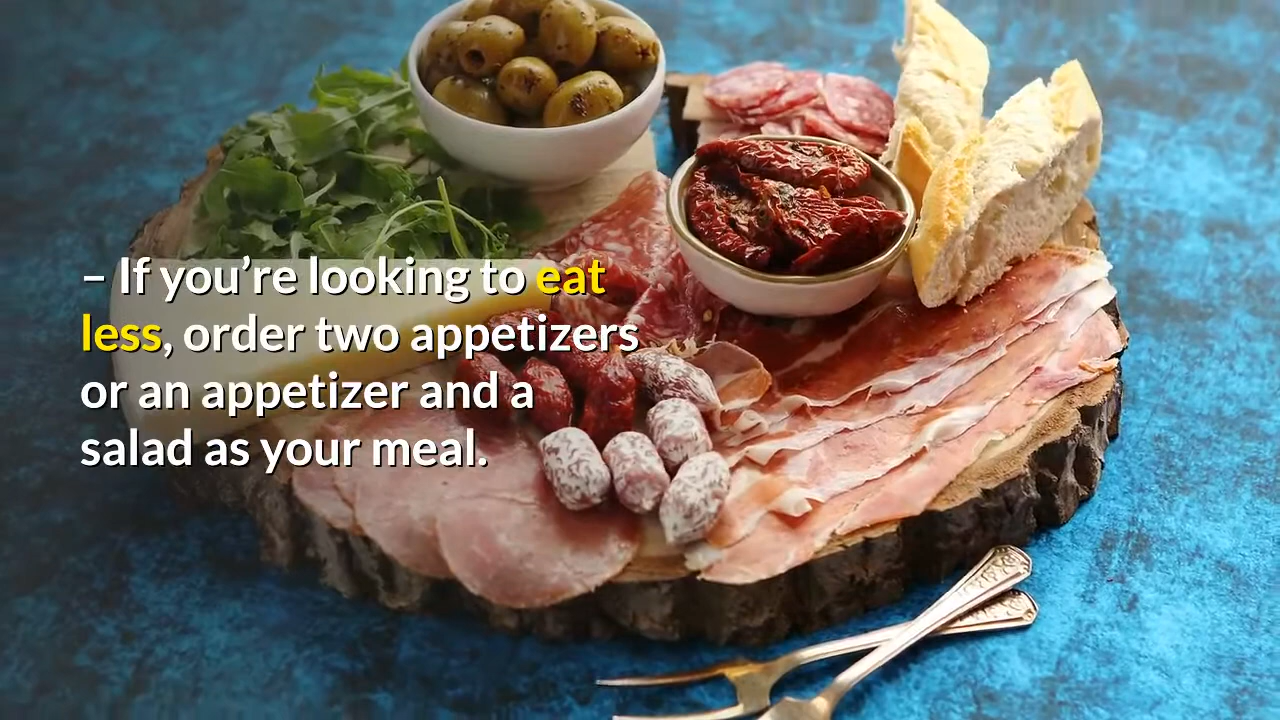 – If you’re looking to eat
less, order two appetizers
or an appetizer and a
salad as your meal.